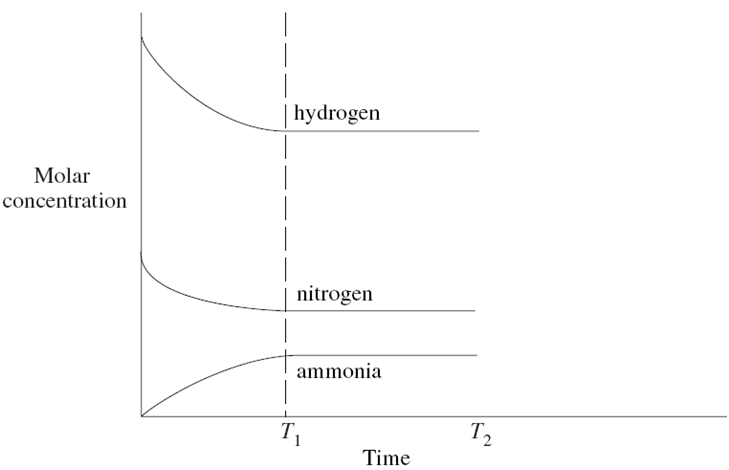 hydrogen
Molar
concentration
nitrogen
ammonia
T1
T2
Time